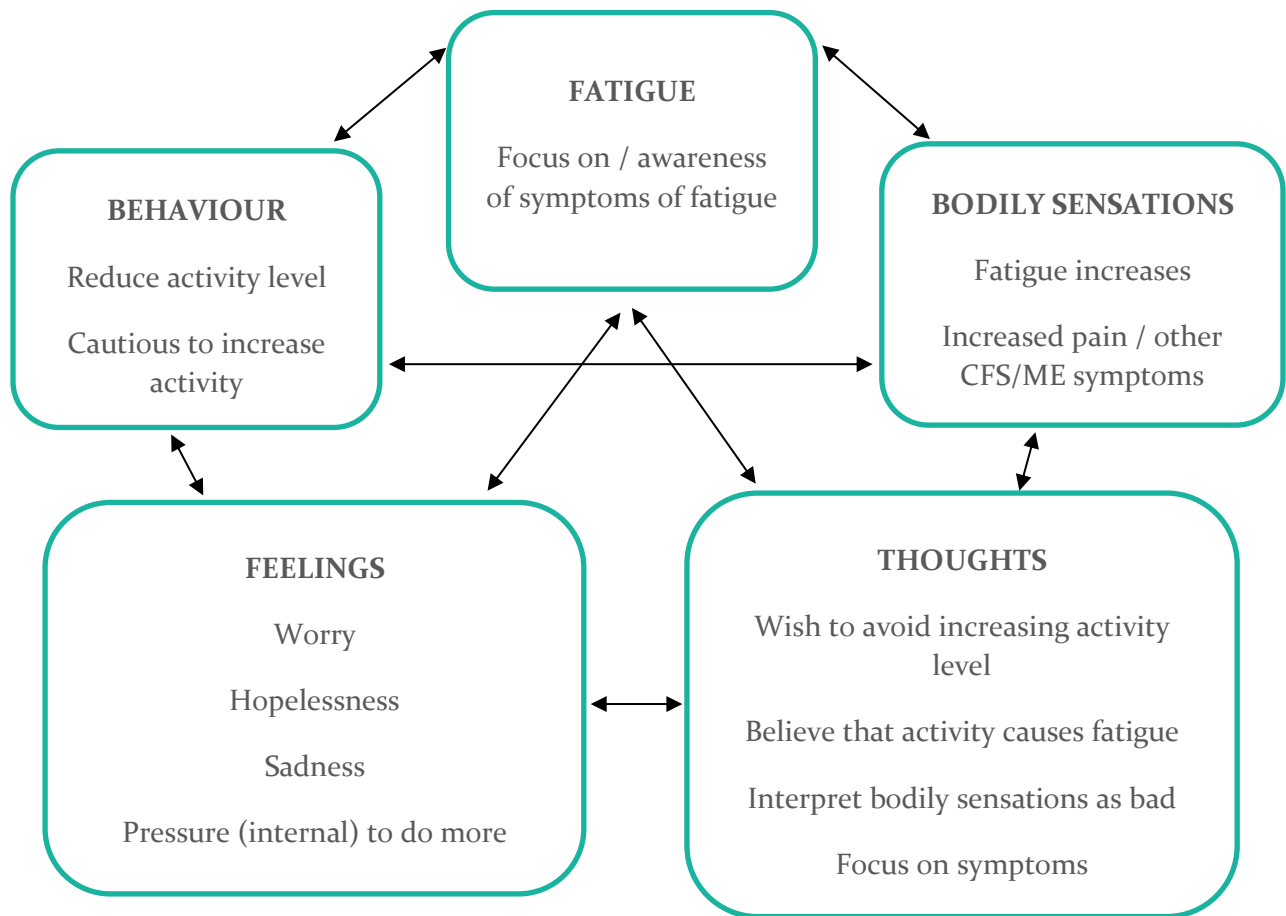 FATIGUE
Focus on / awareness
of symptoms of fatigue
BEHAVIOUR
Reduce activity level
Cautious to increase
activity
BODILY SENSATIONS
Fatigue increases
Increased pain / other
CFS/ME symptoms
FEELINGS
Worry
Hopelessness
Sadness
Pressure (internal) to do more
THOUGHTS
Wish to avoid increasing activity
level
Believe that activity causes fatigue
Interpret bodily sensations as bad
Focus on symptoms